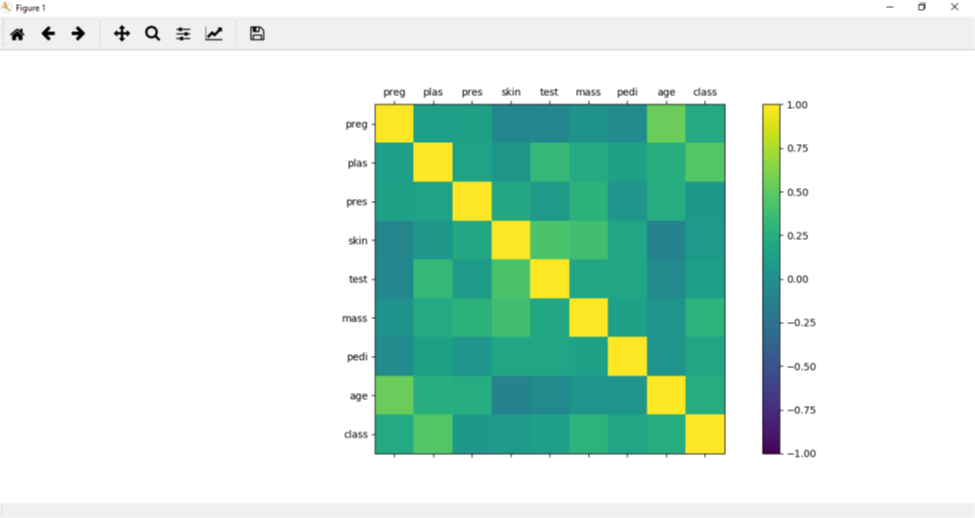 Figure 1
preg plas pres skin test mass pedi age class
preg
plas
pres
skin
test
mass
pedi
age
class
1.00
0.75
0.50
0.25
0.00
−0.25
−0.50
−0.75
−1.00